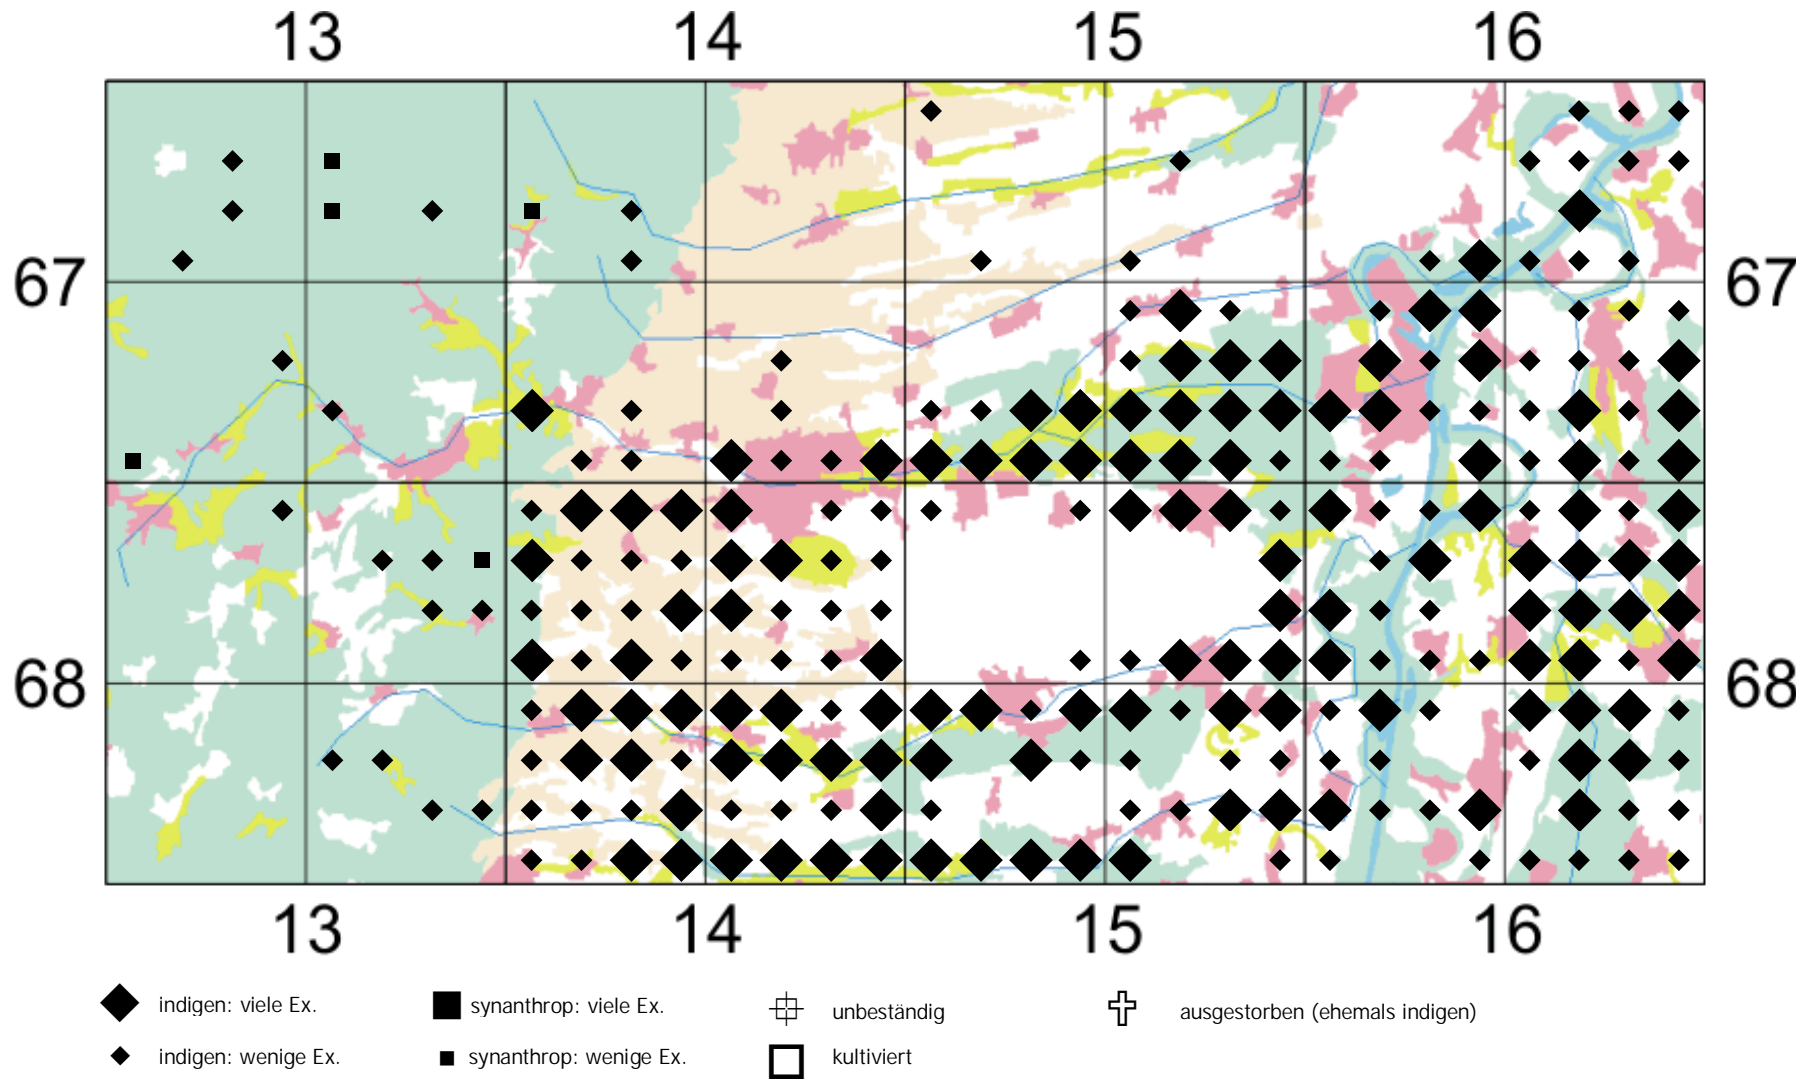 13 14 15 16
67 67
68 68
13 14 15 16
indigen: viele Ex. synanthrop: viele Ex. unbeständig ausgestorben (ehemals indigen)
indigen: wenige Ex. synanthrop: wenige Ex. kultiviert